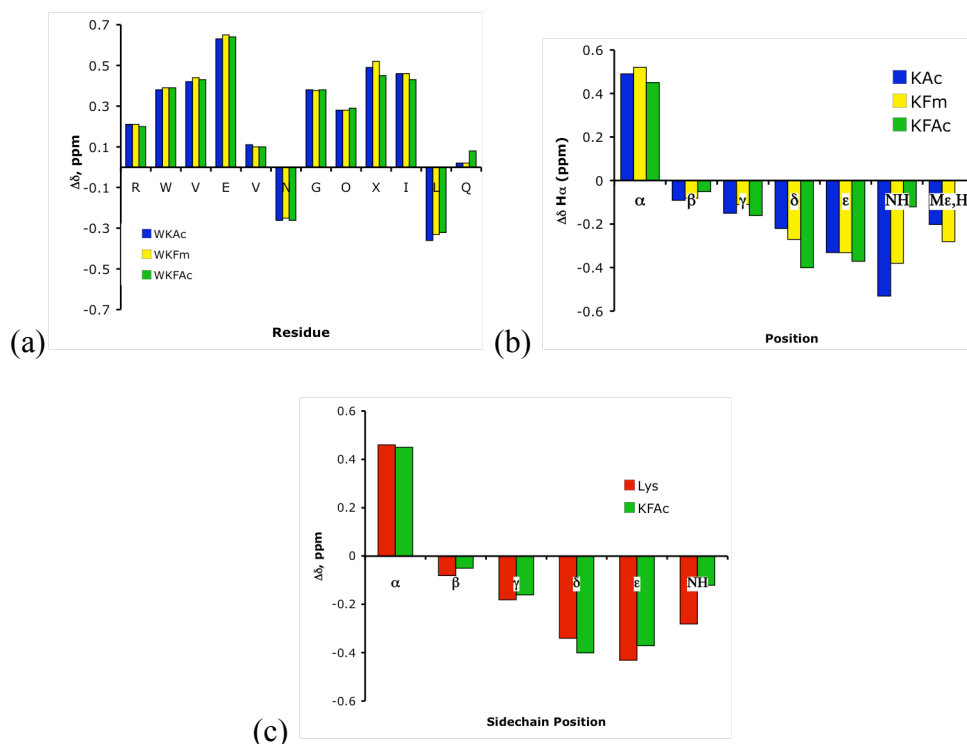 0.7
0.5
0.3
0.1
-0.1
-0.3
-0.5
-0.7
Δδ, ppm
R W V E V N G O X I L Q
WKAc
WKFm
WKFAc
Residue
(a)
0.6
0.4
0.2
0
-0.2
-0.4
-0.6
Δδ Hα (ppm)
KAc
KFm
KFAc
α β γ δ ε NH Mε,H
Position
(b)
0.6
0.4
0.2
0
-0.2
-0.4
-0.6
Δδ, ppm
Lys
KFAc
α β γ δ ε NH
Sidechain Position
(c)